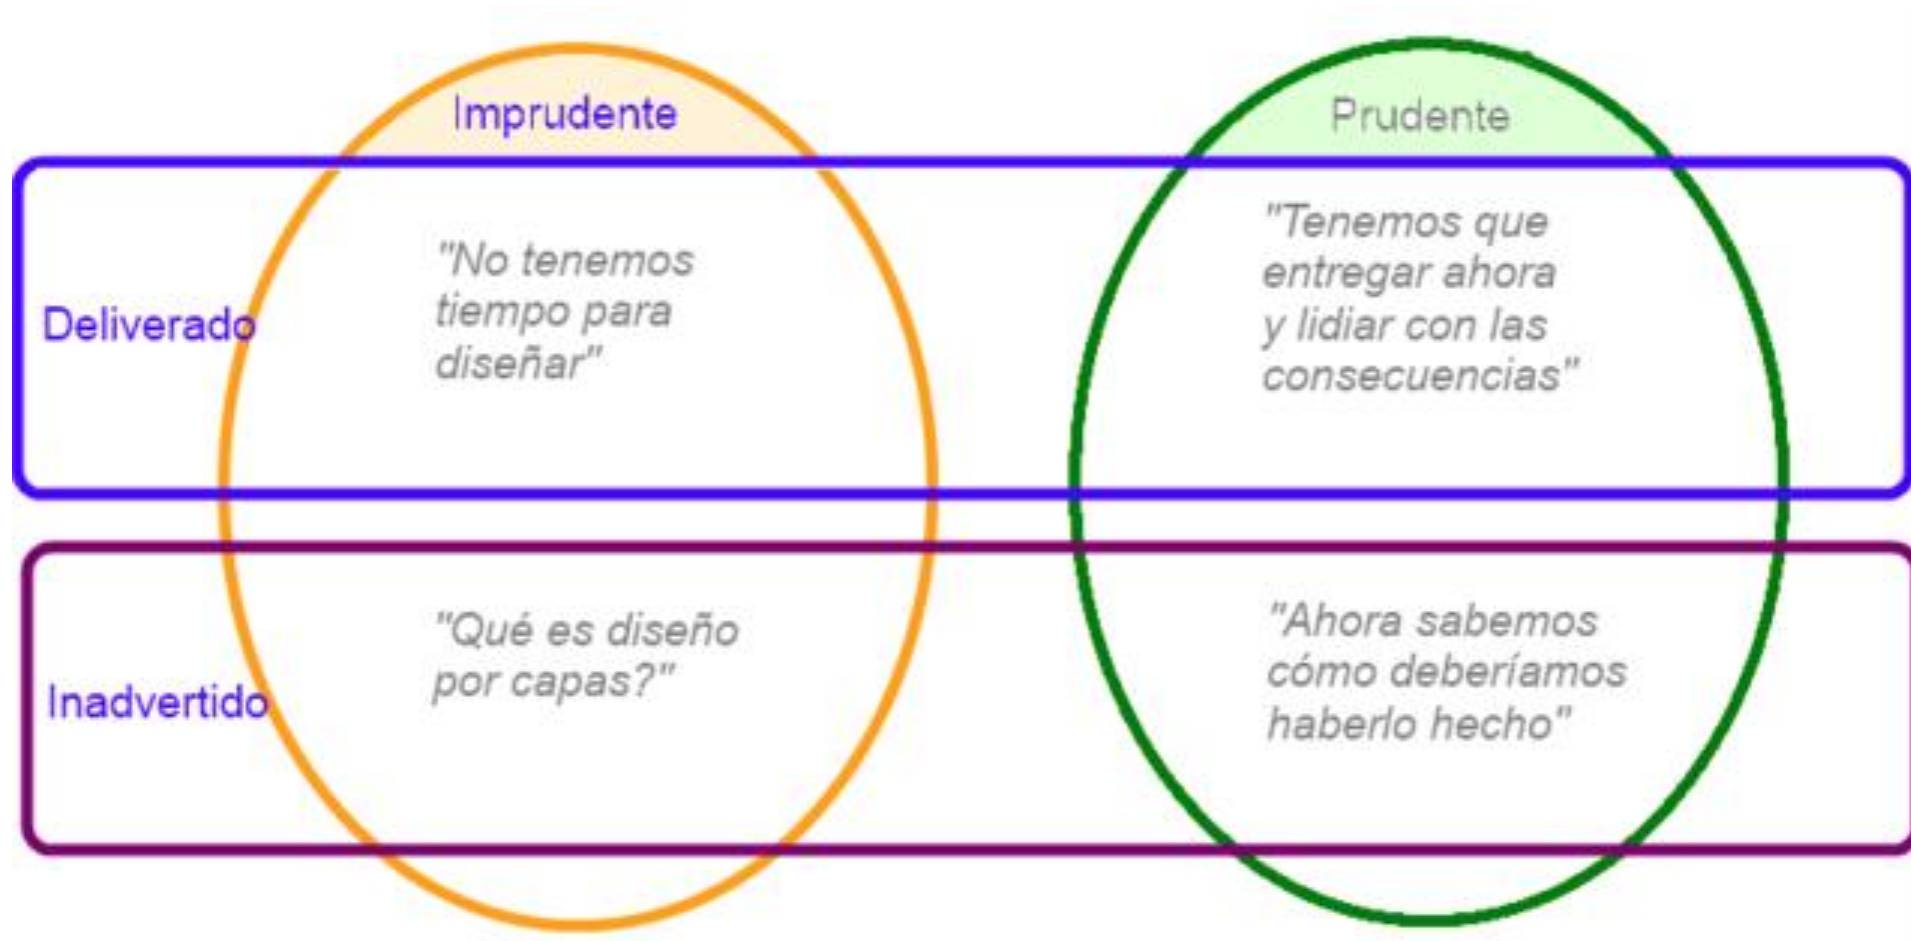 Imprudente
Prudente
Deliverado
"No tenemos
tiempo para
diseñar"
"Tenemos que
entregar ahora
y lidiar con las
consecuencias"
Inadvertido
"Qué es diseño
por capas?"
"Ahora sabemos
cómo deberíamos
haberlo hecho"